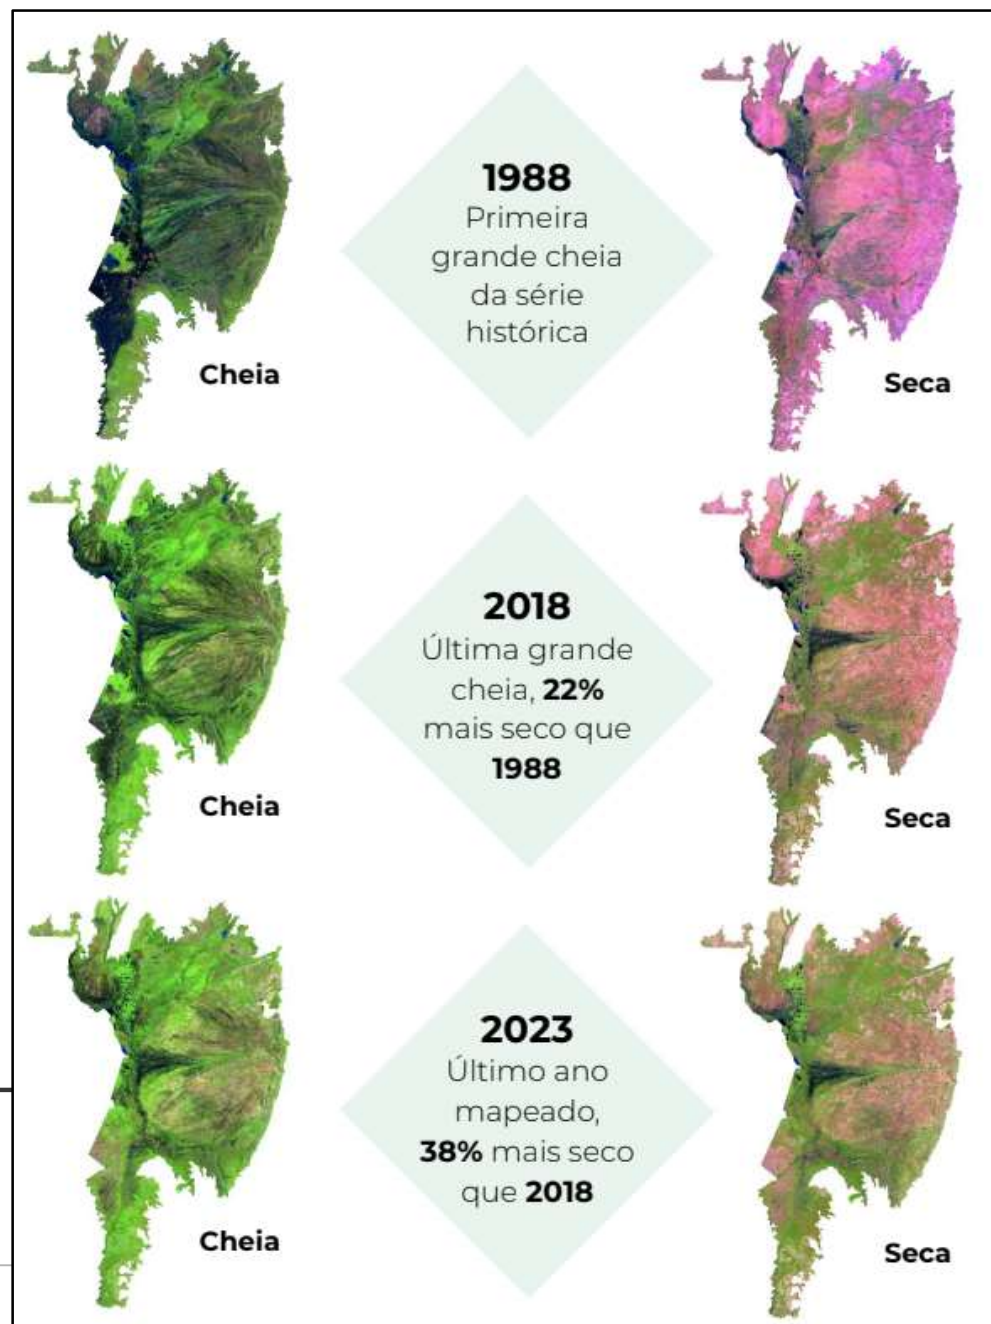 1988
Primeira
grande cheia
da série
histórica
Cheia
Seca
2018
Última grande
cheia, 22%
mais seco que
1988
Cheia
Seca
2023
Último ano
mapeado,
38% mais seco
que 2018
Cheia
Seca